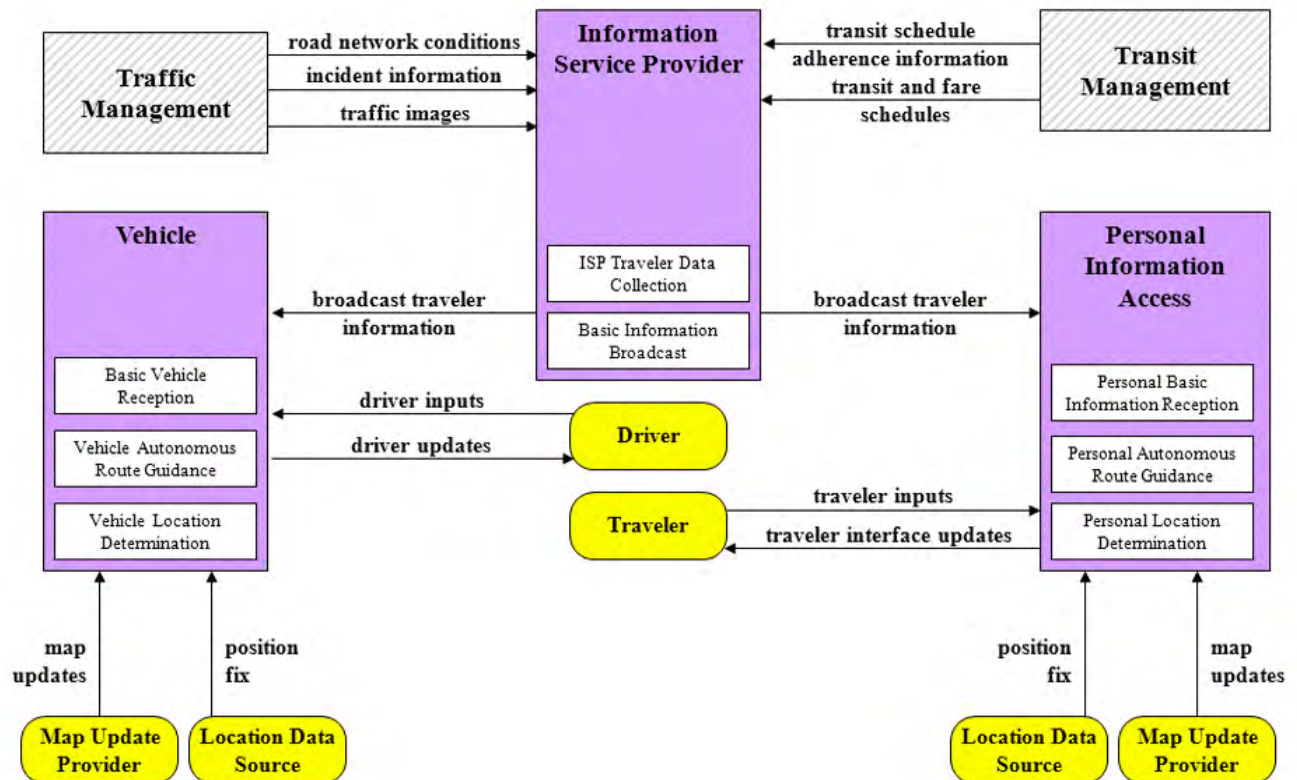 Traffic
Management
road network conditions
incident information
traffic images
Information
Service Provider
transit schedule
adherence information
transit and fare
schedules
Transit
Management
Vehicle
broadcast traveler
information
ISP Traveler Data
Collection
Basic Information
Broadcast
broadcast traveler
information
Personal
Information
Access
Basic Vehicle
Reception
Vehicle Autonomous
Route Guidance
Vehicle Location
Determination
driver inputs
driver updates
Driver
Traveler
traveler inputs
traveler interface updates
Personal Basic
Information Reception
Personal Autonomous
Route Guidance
Personal Location
Determination
map
updates
position
fix
position
fix
map
updates
Map Update
Provider
Location Data
Source
Location Data
Source
Map Update
Provider